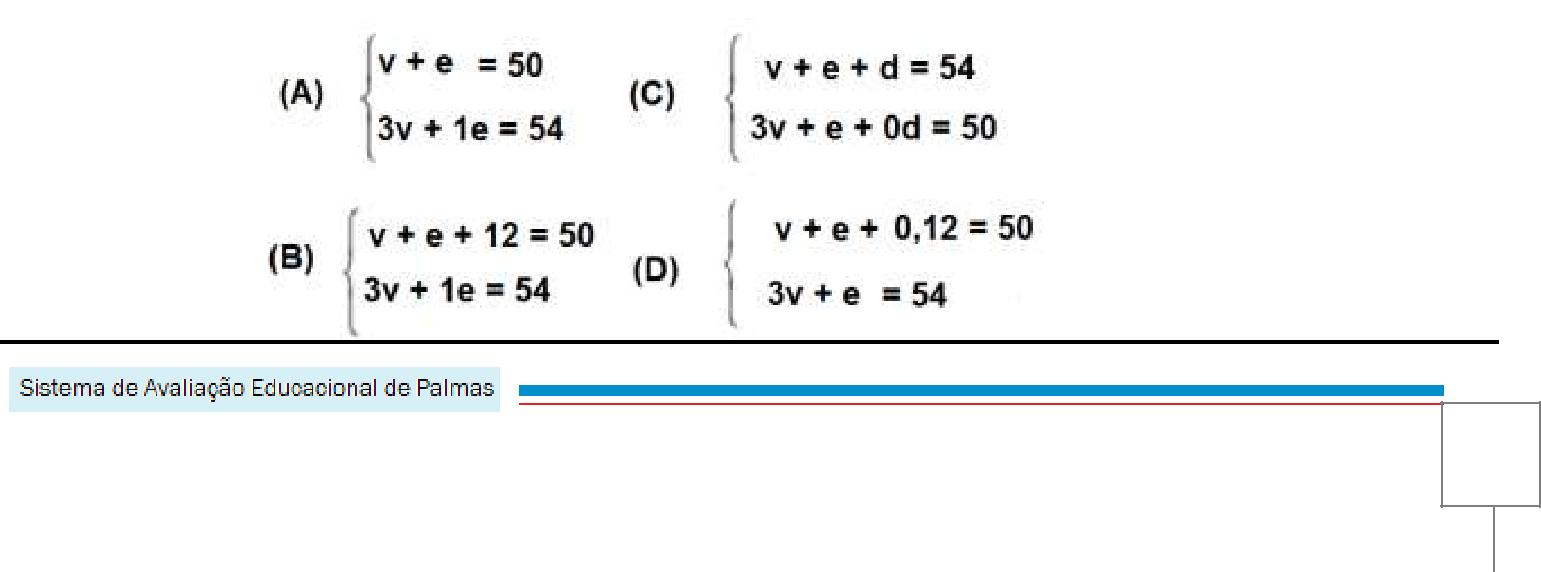 (A) v + e = 50
3v + 1e = 54
(C) v + e + d = 54
3v + e + 0d = 50
(B) v + e + 12 = 50
3v + 1e = 54
(D) v + e + 0,12 = 50
3v + e = 54
Sistema de Avaliação Educacional de Palmas